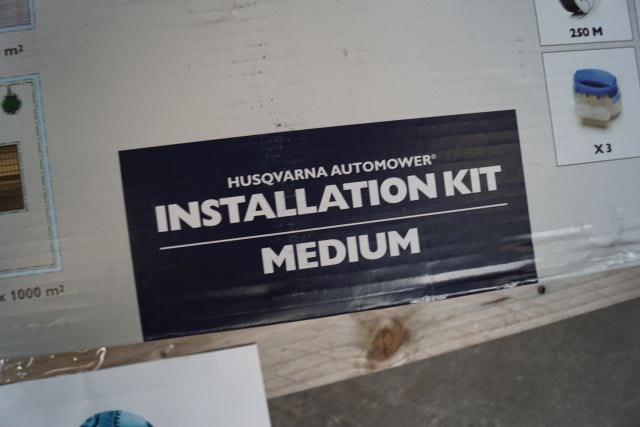 m²
250 M
X 3
HUSQVARNA AUTOMOWER®
INSTALLATION KIT
MEDIUM
x 1000 m²